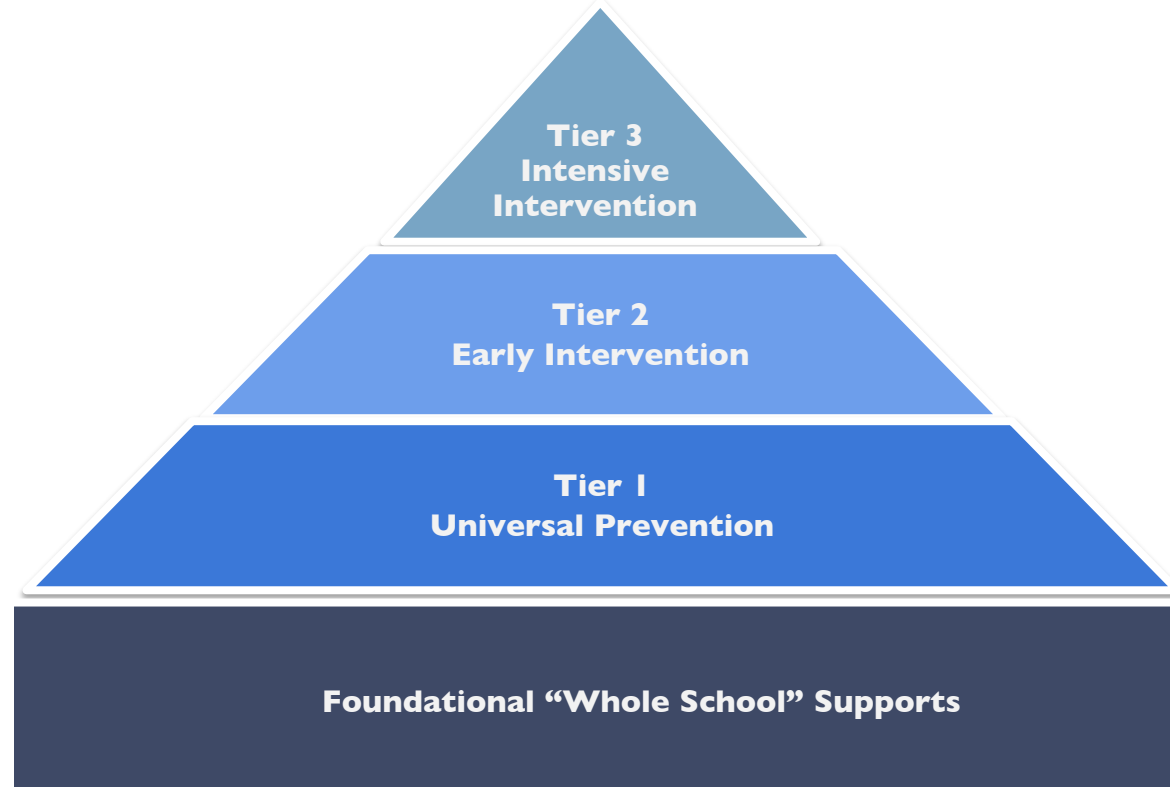 Tier 3
Intensive
Intervention
Tier 2
Early Intervention
Tier 1
Universal Prevention
Foundational “Whole School” Supports